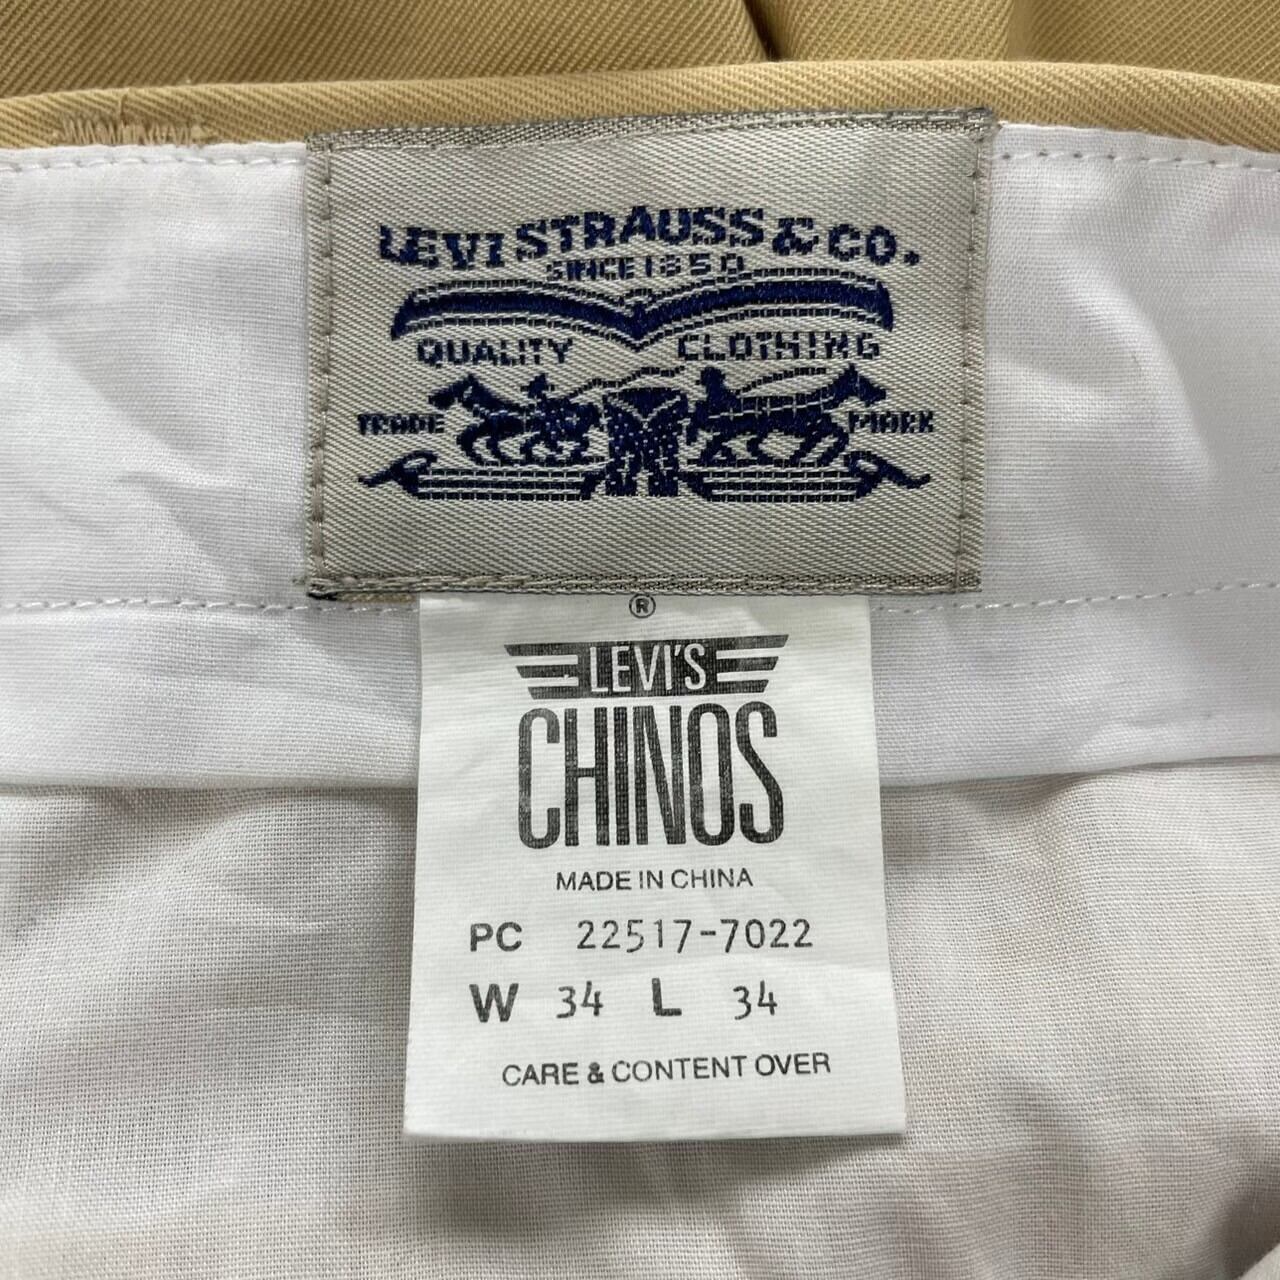 LEVI STRAUSS & CO.
SINCE 1850
QUALITY CLOTHING
TRADE MARK
®
LEVI'S
CHINOS
MADE IN CHINA
PC 22517-7022
W 34 L 34
CARE & CONTENT OVER